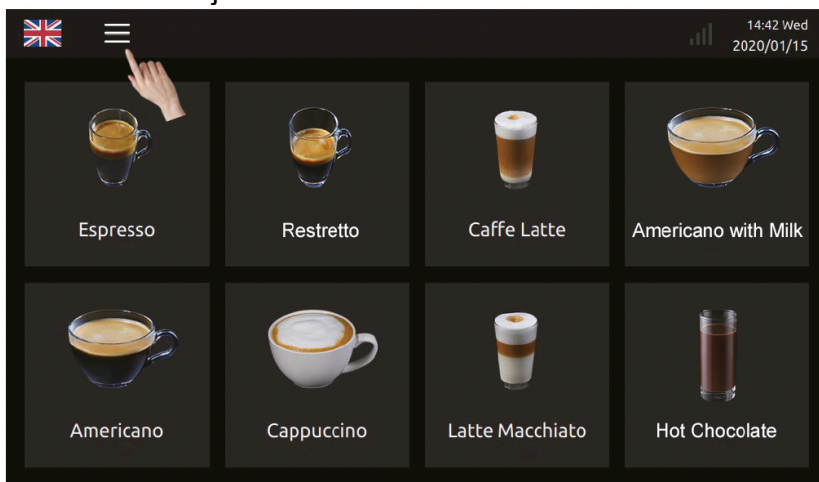 14:42 Wed
2020/01/15
Espresso
Restretto
Caffe Latte
Americano with Milk
Americano
Cappuccino
Latte Macchiato
Hot Chocolate